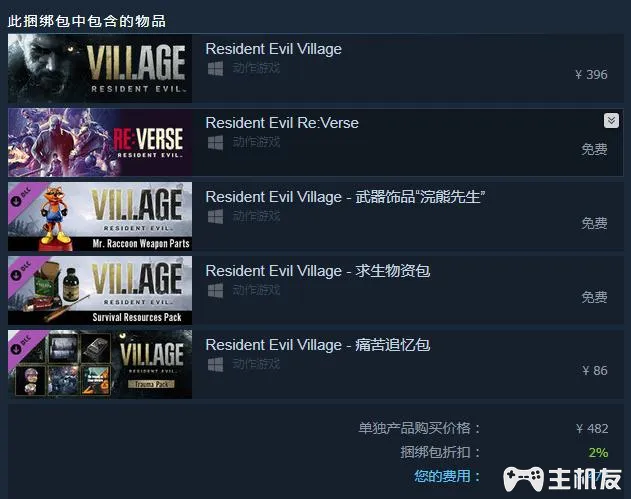 此捆绑包中包含的物品
VILLAGE
RESIDENT EVIL™
Resident Evil Village
动作游戏
¥ 396
RE:VERSE
RESIDENT EVIL
Resident Evil Re:Verse
动作游戏
免费
DLC
VILLAGE
RESIDENT EVIL
Mr. Raccoon Weapon Parts
Resident Evil Village - 武器饰品“浣熊先生”
动作游戏
免费
DLC
VILLAGE
RESIDENT EVIL
Survival Resources Pack
Resident Evil Village - 求生物资包
动作游戏
免费
DLC
VILLAGE
RESIDENT EVIL
Trauma Pack
Resident Evil Village - 痛苦追忆包
动作游戏
¥ 86
单独产品购买价格： ¥ 482
捆绑包折扣： 2%
您的费用：
主机友